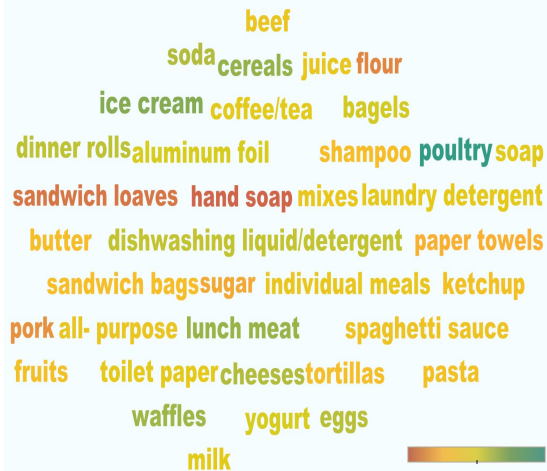 beef
soda cereals juice flour
ice cream coffee/tea bagels
dinner rolls aluminum foil shampoo poultry soap
sandwich loaves hand soap mixes laundry detergent
butter dishwashing liquid/detergent paper towels
sandwich bags sugar individual meals ketchup
pork all- purpose lunch meat spaghetti sauce
fruits toilet paper cheeses tortillas pasta
waffles yogurt eggs
milk